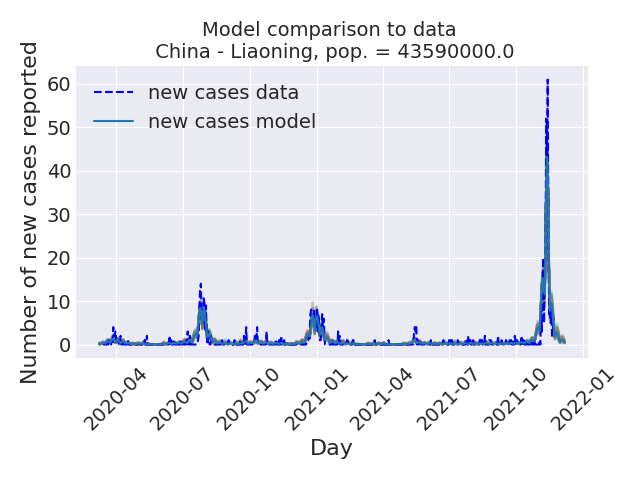 Model comparison to data
China - Liaoning, pop. = 43590000.0
Number of new cases reported
60
50
40
30
20
10
0
new cases data
new cases model
2020-04
2020-07
2020-10
2021-01
2021-04
2021-07
2021-10
2022-01
Day